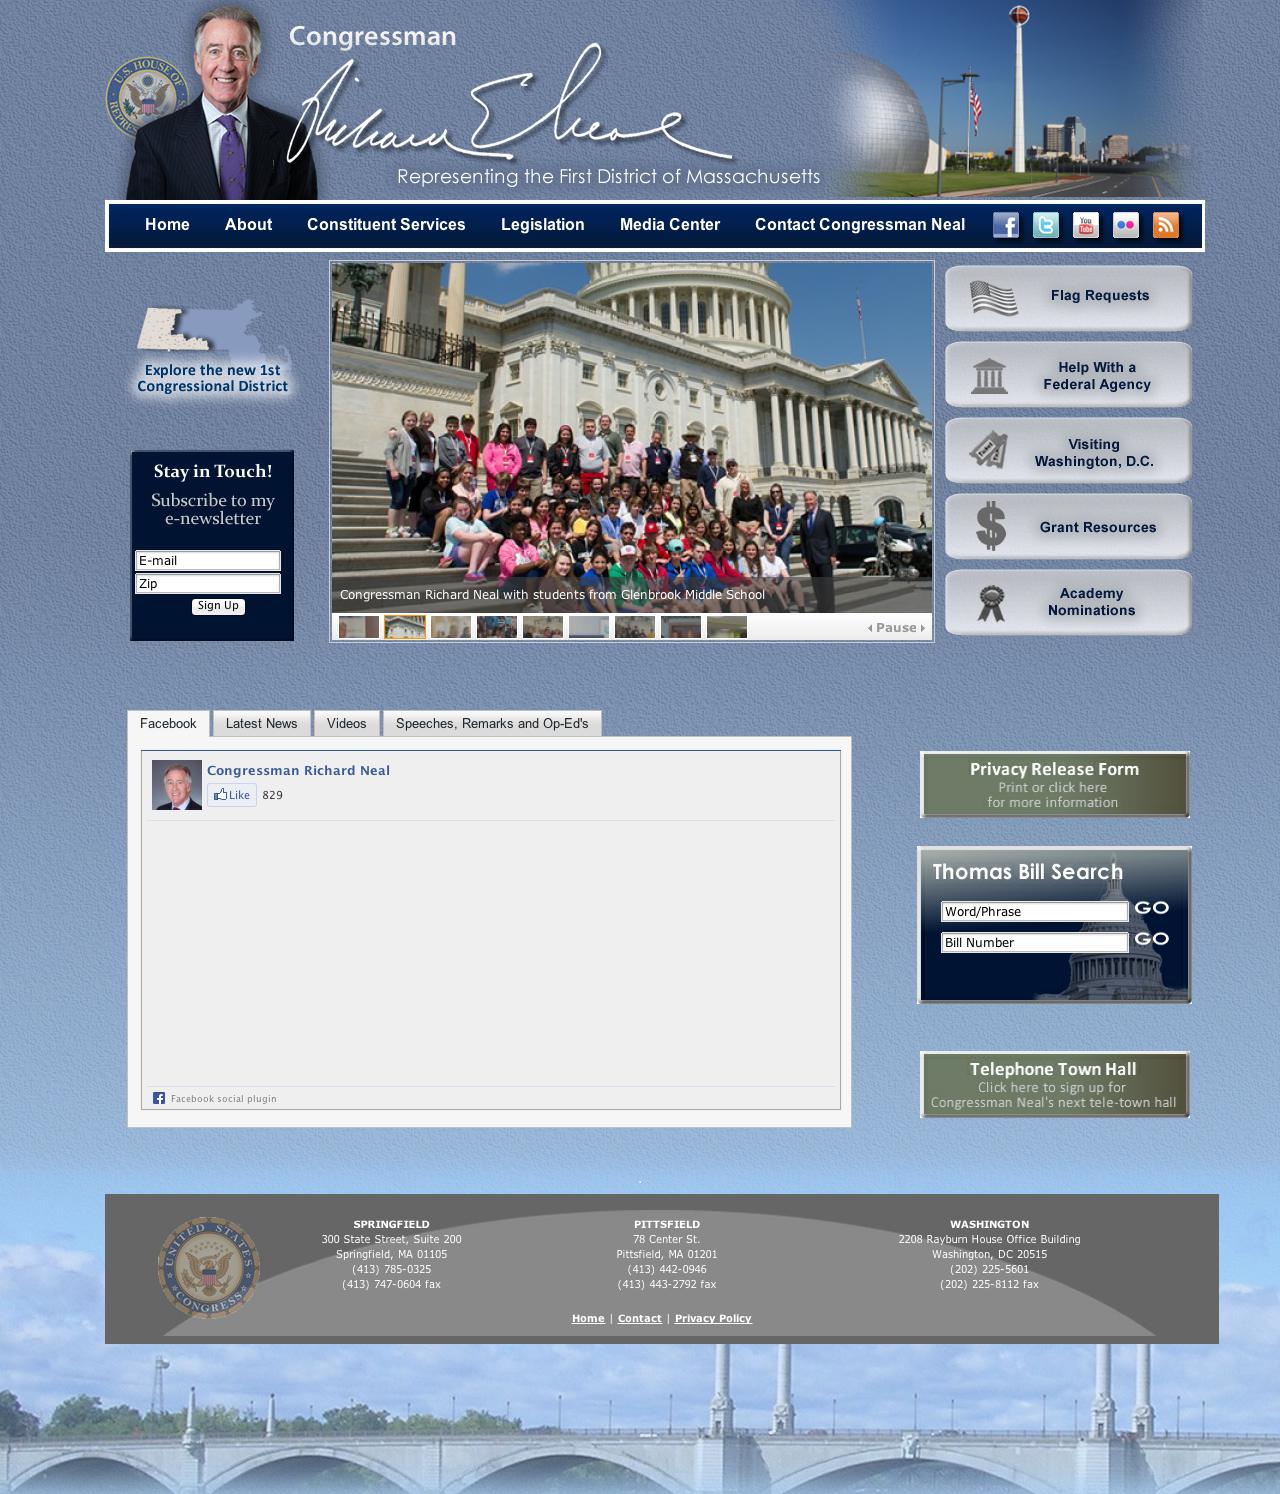 Congressman
Richard E Neal
Representing the First District of Massachusetts
U.S. HOUSE OF
Home About Constituent Services Legislation Media Center Contact Congressman Neal
You Tube
Explore the new 1st
Congressional District
Stay in Touch!
Subscribe to my
e-newsletter
E-mail
Zip
Sign Up
Congressman Richard Neal with students from Glenbrook Middle School
Pause
Flag Requests
Help With a
Federal Agency
Visiting
Washington, D.C.
Grant Resources
Academy
Nominations
Facebook Latest News Videos Speeches, Remarks and Op-Ed's
Congressman Richard Neal
Like 829
Facebook social plugin
Privacy Release Form
Print or click here
for more information
Thomas Bill Search
Word/Phrase GO
Bill Number GO
Telephone Town Hall
Click here to sign up for
Congressman Neal's next tele-town hall
UNITED STATES CONGRESS
SPRINGFIELD
300 State Street, Suite 200
Springfield, MA 01105
(413) 785-0325
(413) 747-0604 fax
PITTSFIELD
78 Center St.
Pittsfield, MA 01201
(413) 442-0946
(413) 443-2792 fax
WASHINGTON
2208 Rayburn House Office Building
Washington, DC 20515
(202) 225-5601
(202) 225-8112 fax
Home | Contact | Privacy Policy